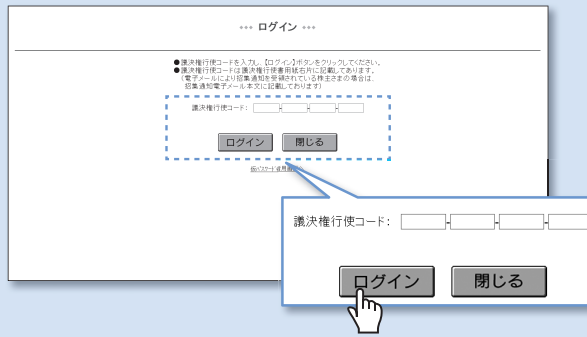 *** ログイン ***
●議決権行使コードを入力し、【ログイン】ボタンをクリックしてください。
●議決権行使コードは議決権行使書用紙右片に記載してあります。
（電子メールにより招集通知を受領されている株主さまの場合は、
招集通知電子メール本文に記載しております）
議決権行使コード： - - -
ログイン 閉じる
議決権行使コード： - - -
ログイン 閉じる